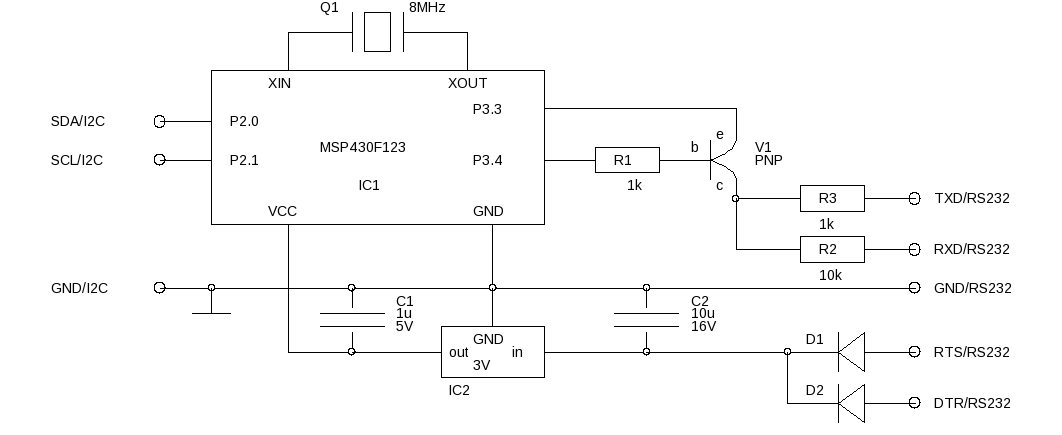 Q1 8MHz
XIN XOUT
P3.3
SDA/I2C P2.0
e
MSP430F123
b V1
SCL/I2C P2.1 P3.4 R1 PNP
IC1 1k c
R3 TXD/RS232
VCC GND
1k
R2 RXD/RS232
10k
GND/I2C GND/RS232
C1 C2
1u 10u
5V 16V
GND D1
out in RTS/RS232
3V
IC2 D2
DTR/RS232